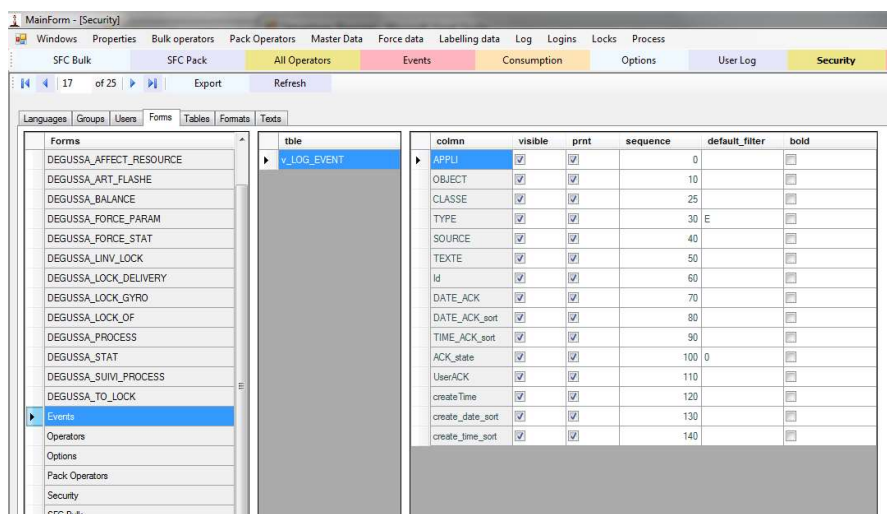 MainForm - [Security]
Windows Properties Bulk operators Pack Operators Master Data Force data Labelling data Log Logins Locks Process
SFC Bulk SFC Pack All Operators Events Consumption Options User Log Security
17 of 25 Export Refresh
Languages Groups Users Forms Tables Formats Texts
Forms tble colmn visible prnt sequence default_filter bold
DEGUSSA_AFFECT_RESOURCE v_LOG_EVENT APPLI 0
DEGUSSA_ART_FLASHE OBJECT 10
DEGUSSA_BALANCE CLASSE 25
DEGUSSA_FORCE_PARAM TYPE 30 E
DEGUSSA_FORCE_STAT SOURCE 40
DEGUSSA_LINV_LOCK TEXTE 50
DEGUSSA_LOCK_DELIVERY Id 60
DEGUSSA_LOCK_GYRO DATE_ACK 70
DEGUSSA_LOCK_OF DATE_ACK_sort 80
DEGUSSA_PROCESS TIME_ACK_sort 90
DEGUSSA_STAT ACK_state 100 0
DEGUSSA_SUIVI_PROCESS UserACK 110
DEGUSSA_TO_LOCK createTime 120
Events create_date_sort 130
Operators create_time_sort 140
Options
Pack Operators
Security
SFC Bulk